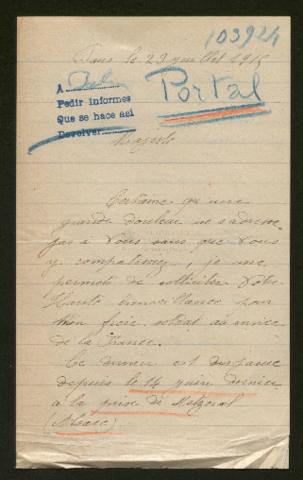 103924
Paris le 23 juillet 1915
A
Pedir informes
Que se hace así
Devolver
Portal
Majesté
Certaine qu'une
grande douleur ne s'adresse
pas à Vous sans que Vous
y compatissiez, je me
permets de solliciter Votre
Haute bienveillance pour
mon frère, soldat au service
de la France.
Ce dernier est disparu
depuis le 14 juin dernier
à la prise de Metzeral
(Alsace)